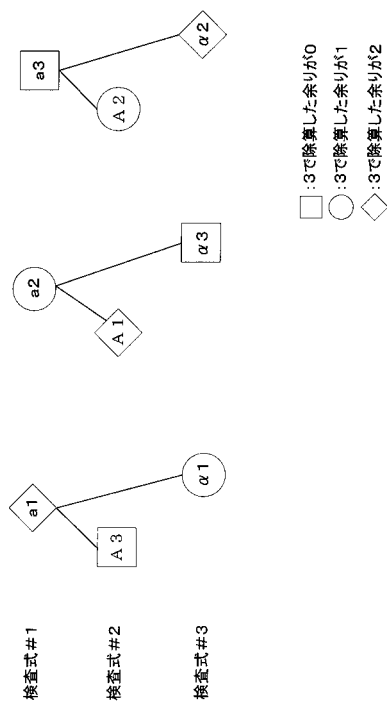 検査式#1
a1
a2
a3
検査式#2
A3
A1
A2
検査式#3
α1
α3
α2
□:3で除算した余りが0
○:3で除算した余りが1
◇:3で除算した余りが2